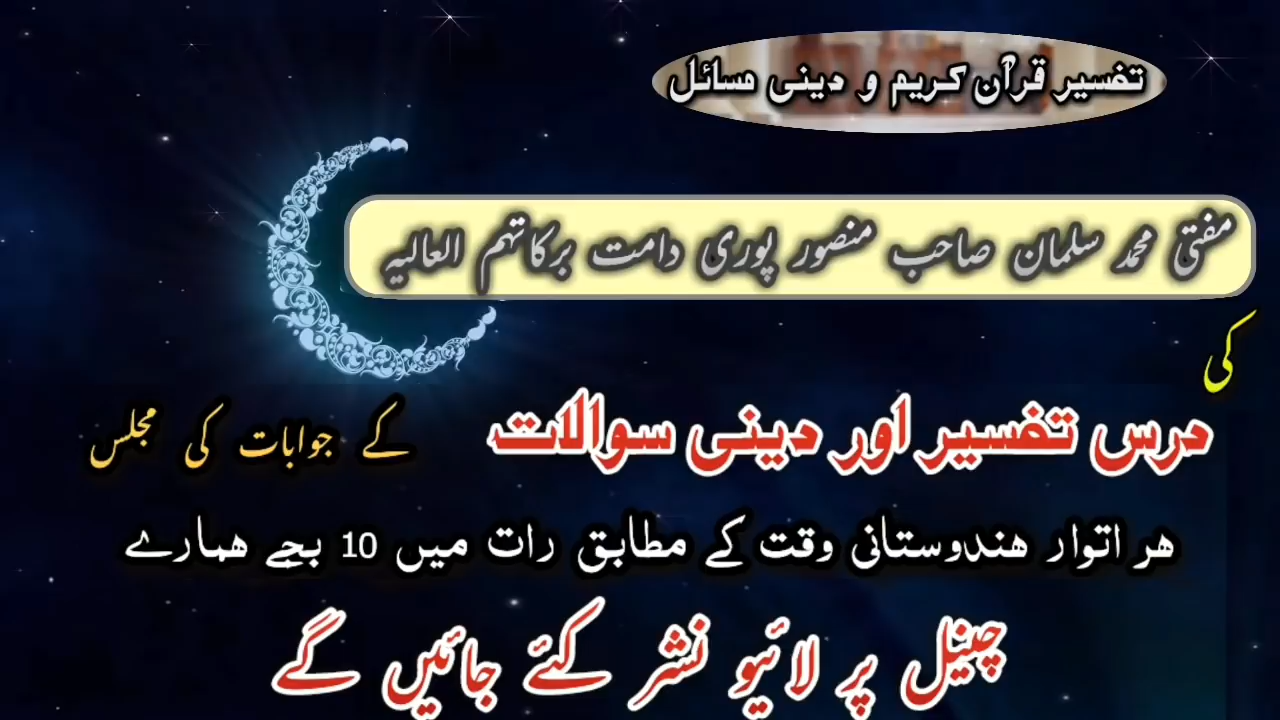 تفسیر قرآن کریم و دینی مسائل
مفتی محمد سلمان صاحب منصور پوری دامت برکاتہم العالیہ
کی
درس تفسیر اور دینی سوالات کے جوابات کی مجلس
ہر اتوار ہندوستانی وقت کے مطابق رات میں 10 بجے ہمارے
چینل پر لائیو نشر کئے جائیں گے